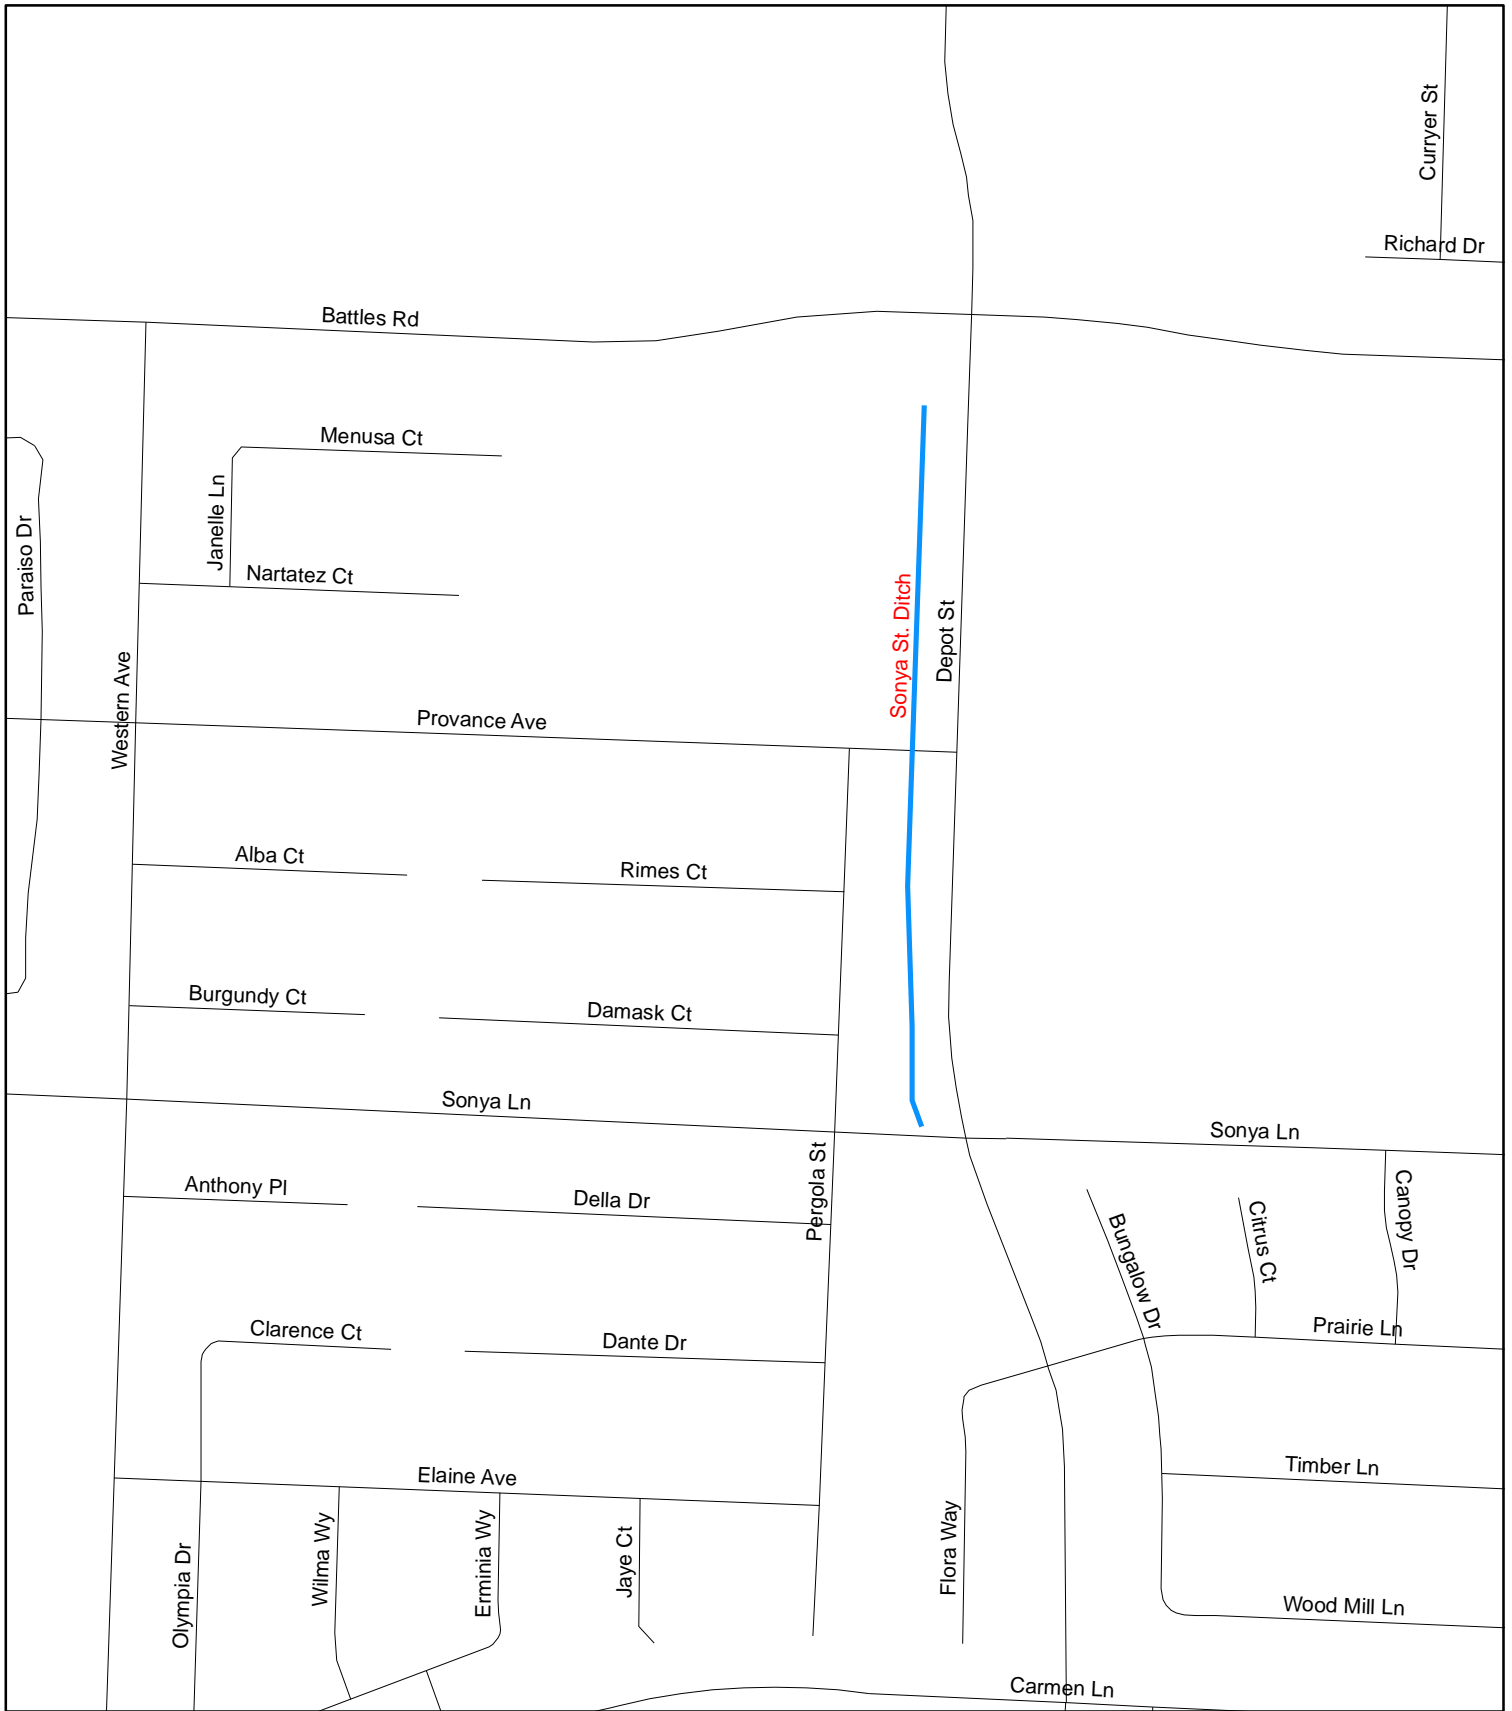 Curryer St
Richard Dr
Battles Rd
Menusa Ct
Janelle Ln
Paraiso Dr
Nartatez Ct
Sonya St. Ditch
Depot St
Western Ave
Provance Ave
Alba Ct
Rimes Ct
Burgundy Ct
Damask Ct
Sonya Ln
Sonya Ln
Pergola St
Anthony Pl
Della Dr
Bungalow Dr
Citrus Ct
Canopy Dr
Clarence Ct
Dante Dr
Prairie Ln
Elaine Ave
Timber Ln
Olympia Dr
Wilma Wy
Erminia Wy
Jaye Ct
Flora Way
Wood Mill Ln
Carmen Ln